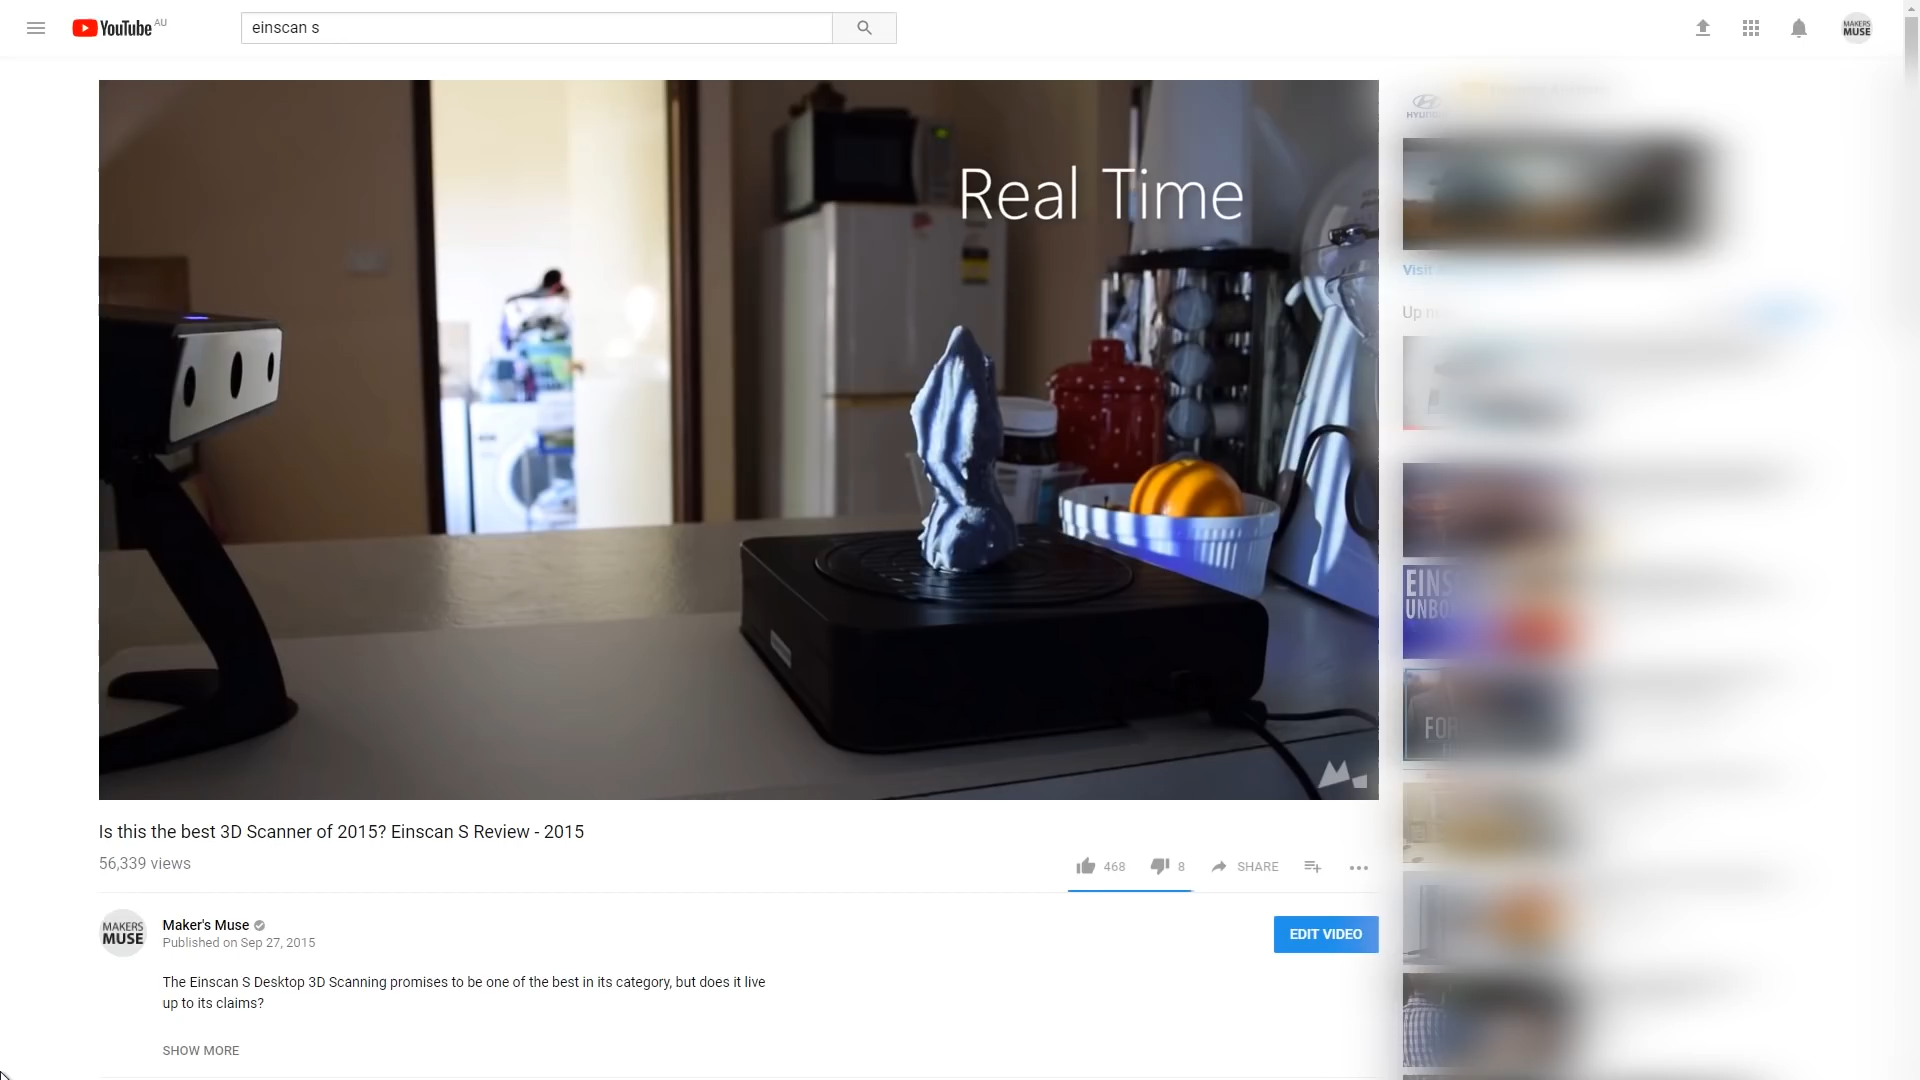 YouTube AU
einscan s
MAKERS
MUSE
Real Time
HYUNDAI
Visit
Up n
EINS
UNBO
FOR
Is this the best 3D Scanner of 2015? Einscan S Review - 2015
56,339 views
468
8
SHARE
MAKERS
MUSE
Maker's Muse
Published on Sep 27, 2015
EDIT VIDEO
The Einscan S Desktop 3D Scanning promises to be one of the best in its category, but does it live
up to its claims?
SHOW MORE